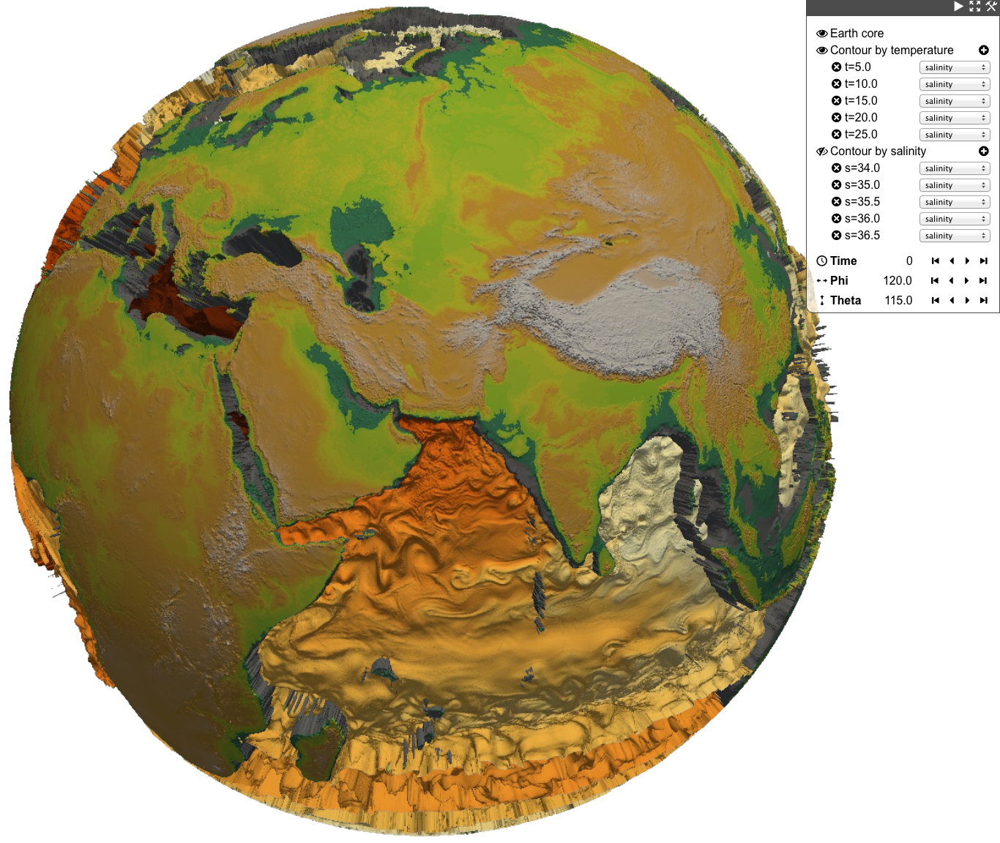 Earth core
Contour by temperature
t=5.0 salinity
t=10.0 salinity
t=15.0 salinity
t=20.0 salinity
t=25.0 salinity
Contour by salinity
s=34.0 salinity
s=35.0 salinity
s=35.5 salinity
s=36.0 salinity
s=36.5 salinity
Time 0
Phi 120.0
Theta 115.0